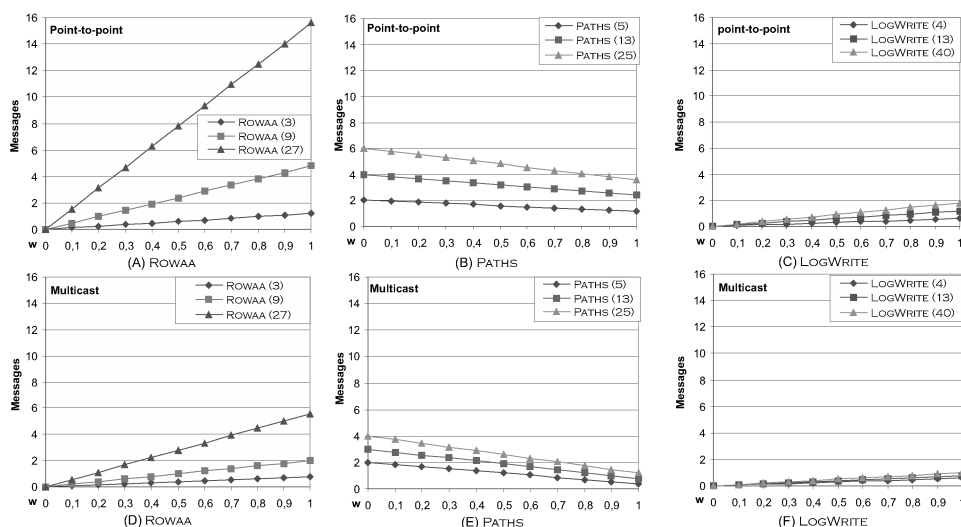 Point-to-point
Messages
16
14
12
10
8
6
4
2
0
ROWAA (3)
ROWAA (9)
ROWAA (27)
w 0 0,1 0,2 0,3 0,4 0,5 0,6 0,7 0,8 0,9 1
(A) ROWAA
Point-to-point
Messages
16
14
12
10
8
6
4
2
0
PATHS (5)
PATHS (13)
PATHS (25)
w 0 0,1 0,2 0,3 0,4 0,5 0,6 0,7 0,8 0,9 1
(B) PATHS
point-to-point
Messages
16
14
12
10
8
6
4
2
0
LOGWRITE (4)
LOGWRITE (13)
LOGWRITE (40)
w 0 0,1 0,2 0,3 0,4 0,5 0,6 0,7 0,8 0,9 1
(C) LOGWRITE
Multicast
Messages
16
14
12
10
8
6
4
2
0
ROWAA (3)
ROWAA (9)
ROWAA (27)
w 0 0,1 0,2 0,3 0,4 0,5 0,6 0,7 0,8 0,9 1
(D) ROWAA
Multicast
Messages
16
14
12
10
8
6
4
2
0
PATHS (5)
PATHS (13)
PATHS (25)
w 0 0,1 0,2 0,3 0,4 0,5 0,6 0,7 0,8 0,9 1
(E) PATHS
Multicast
Messages
16
14
12
10
8
6
4
2
0
LOGWRITE (4)
LOGWRITE (13)
LOGWRITE (40)
w 0 0,1 0,2 0,3 0,4 0,5 0,6 0,7 0,8 0,9 1
(F) LOGWRITE